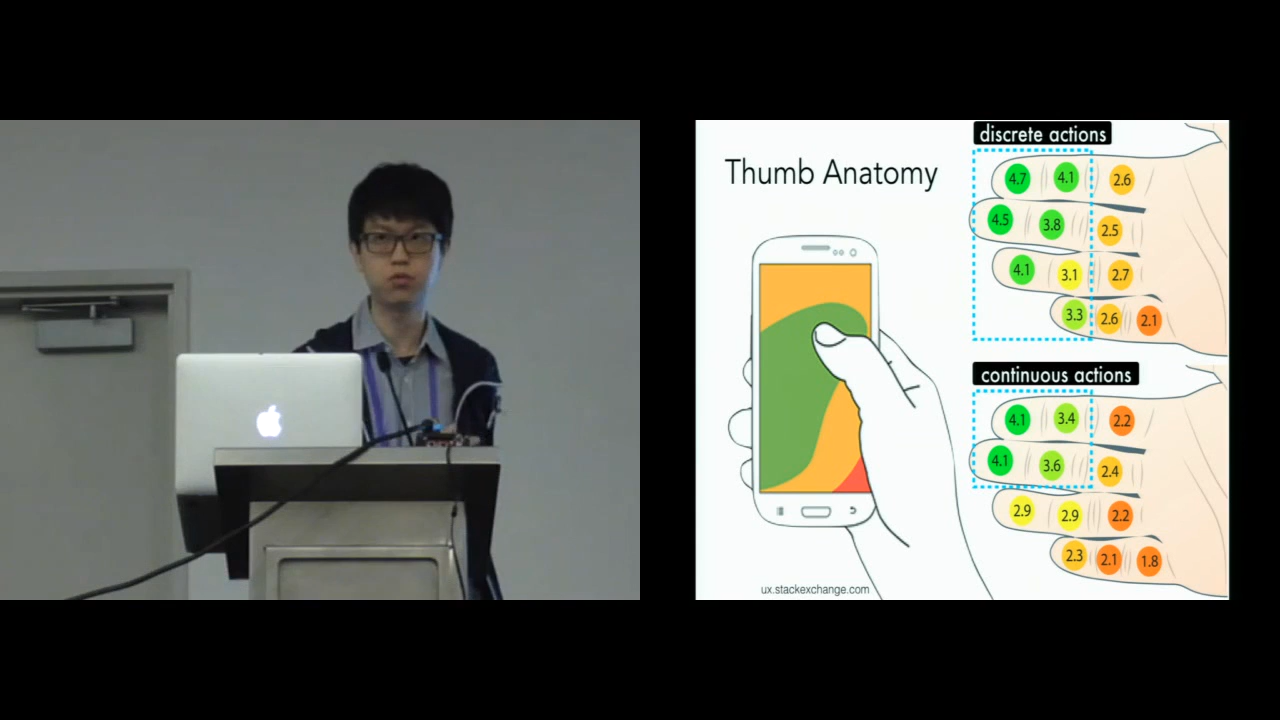 discrete actions
Thumb Anatomy
4.7 4.1 2.6
4.5 3.8 2.5
4.1 3.1 2.7
3.3 2.6 2.1
continuous actions
4.1 3.4 2.2
4.1 3.6 2.4
2.9 2.9 2.2
2.3 2.1 1.8
ux.stackexchange.com